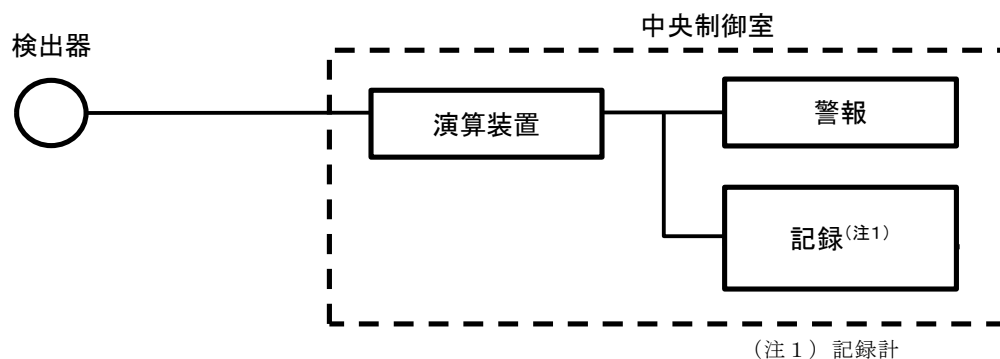 中央制御室
検出器
演算装置
警報
記録(注1)
(注1) 記録計